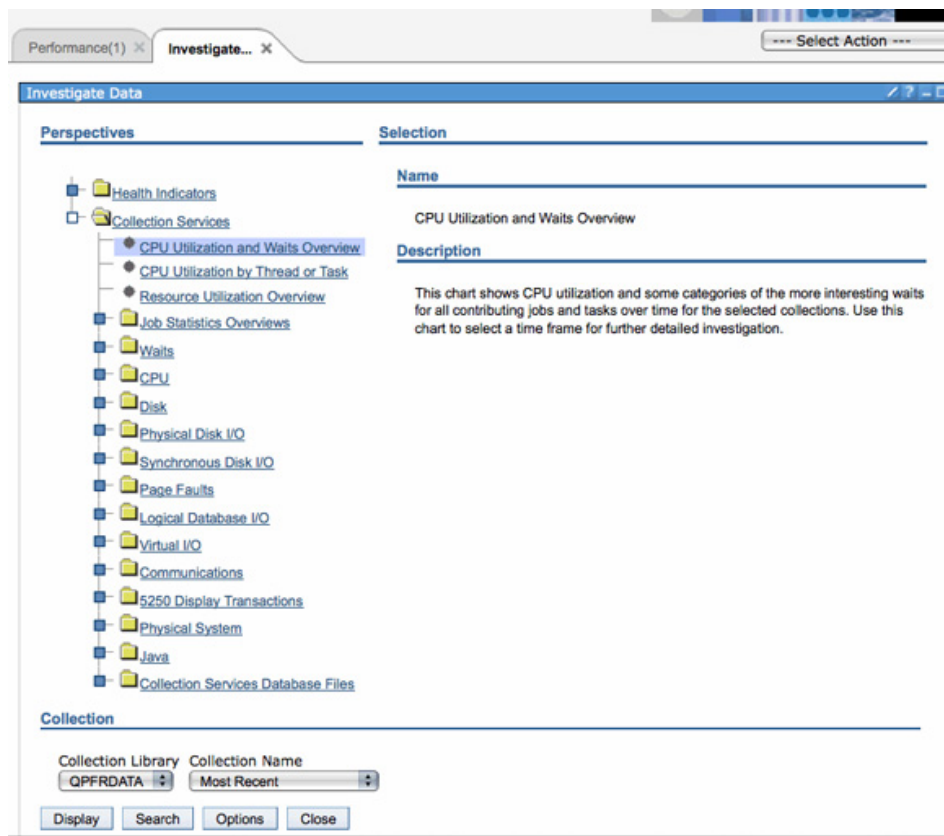 Performance(1)
Investigate...
--- Select Action ---
Investigate Data
Perspectives
Selection
Health Indicators
Collection Services
CPU Utilization and Waits Overview
CPU Utilization by Thread or Task
Resource Utilization Overview
Job Statistics Overviews
Waits
CPU
Disk
Physical Disk I/O
Synchronous Disk I/O
Page Faults
Logical Database I/O
Virtual I/O
Communications
5250 Display Transactions
Physical System
Java
Collection Services Database Files
Name
CPU Utilization and Waits Overview
Description
This chart shows CPU utilization and some categories of the more interesting waits
for all contributing jobs and tasks over time for the selected collections. Use this
chart to select a time frame for further detailed investigation.
Collection
Collection Library Collection Name
QPFRDATA Most Recent
Display Search Options Close